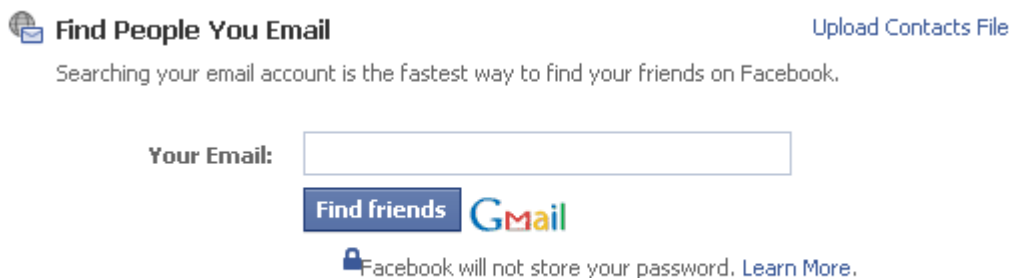 Find People You Email
Upload Contacts File
Searching your email account is the fastest way to find your friends on Facebook.
Your Email:
Find friends
GMail
Facebook will not store your password. Learn More.